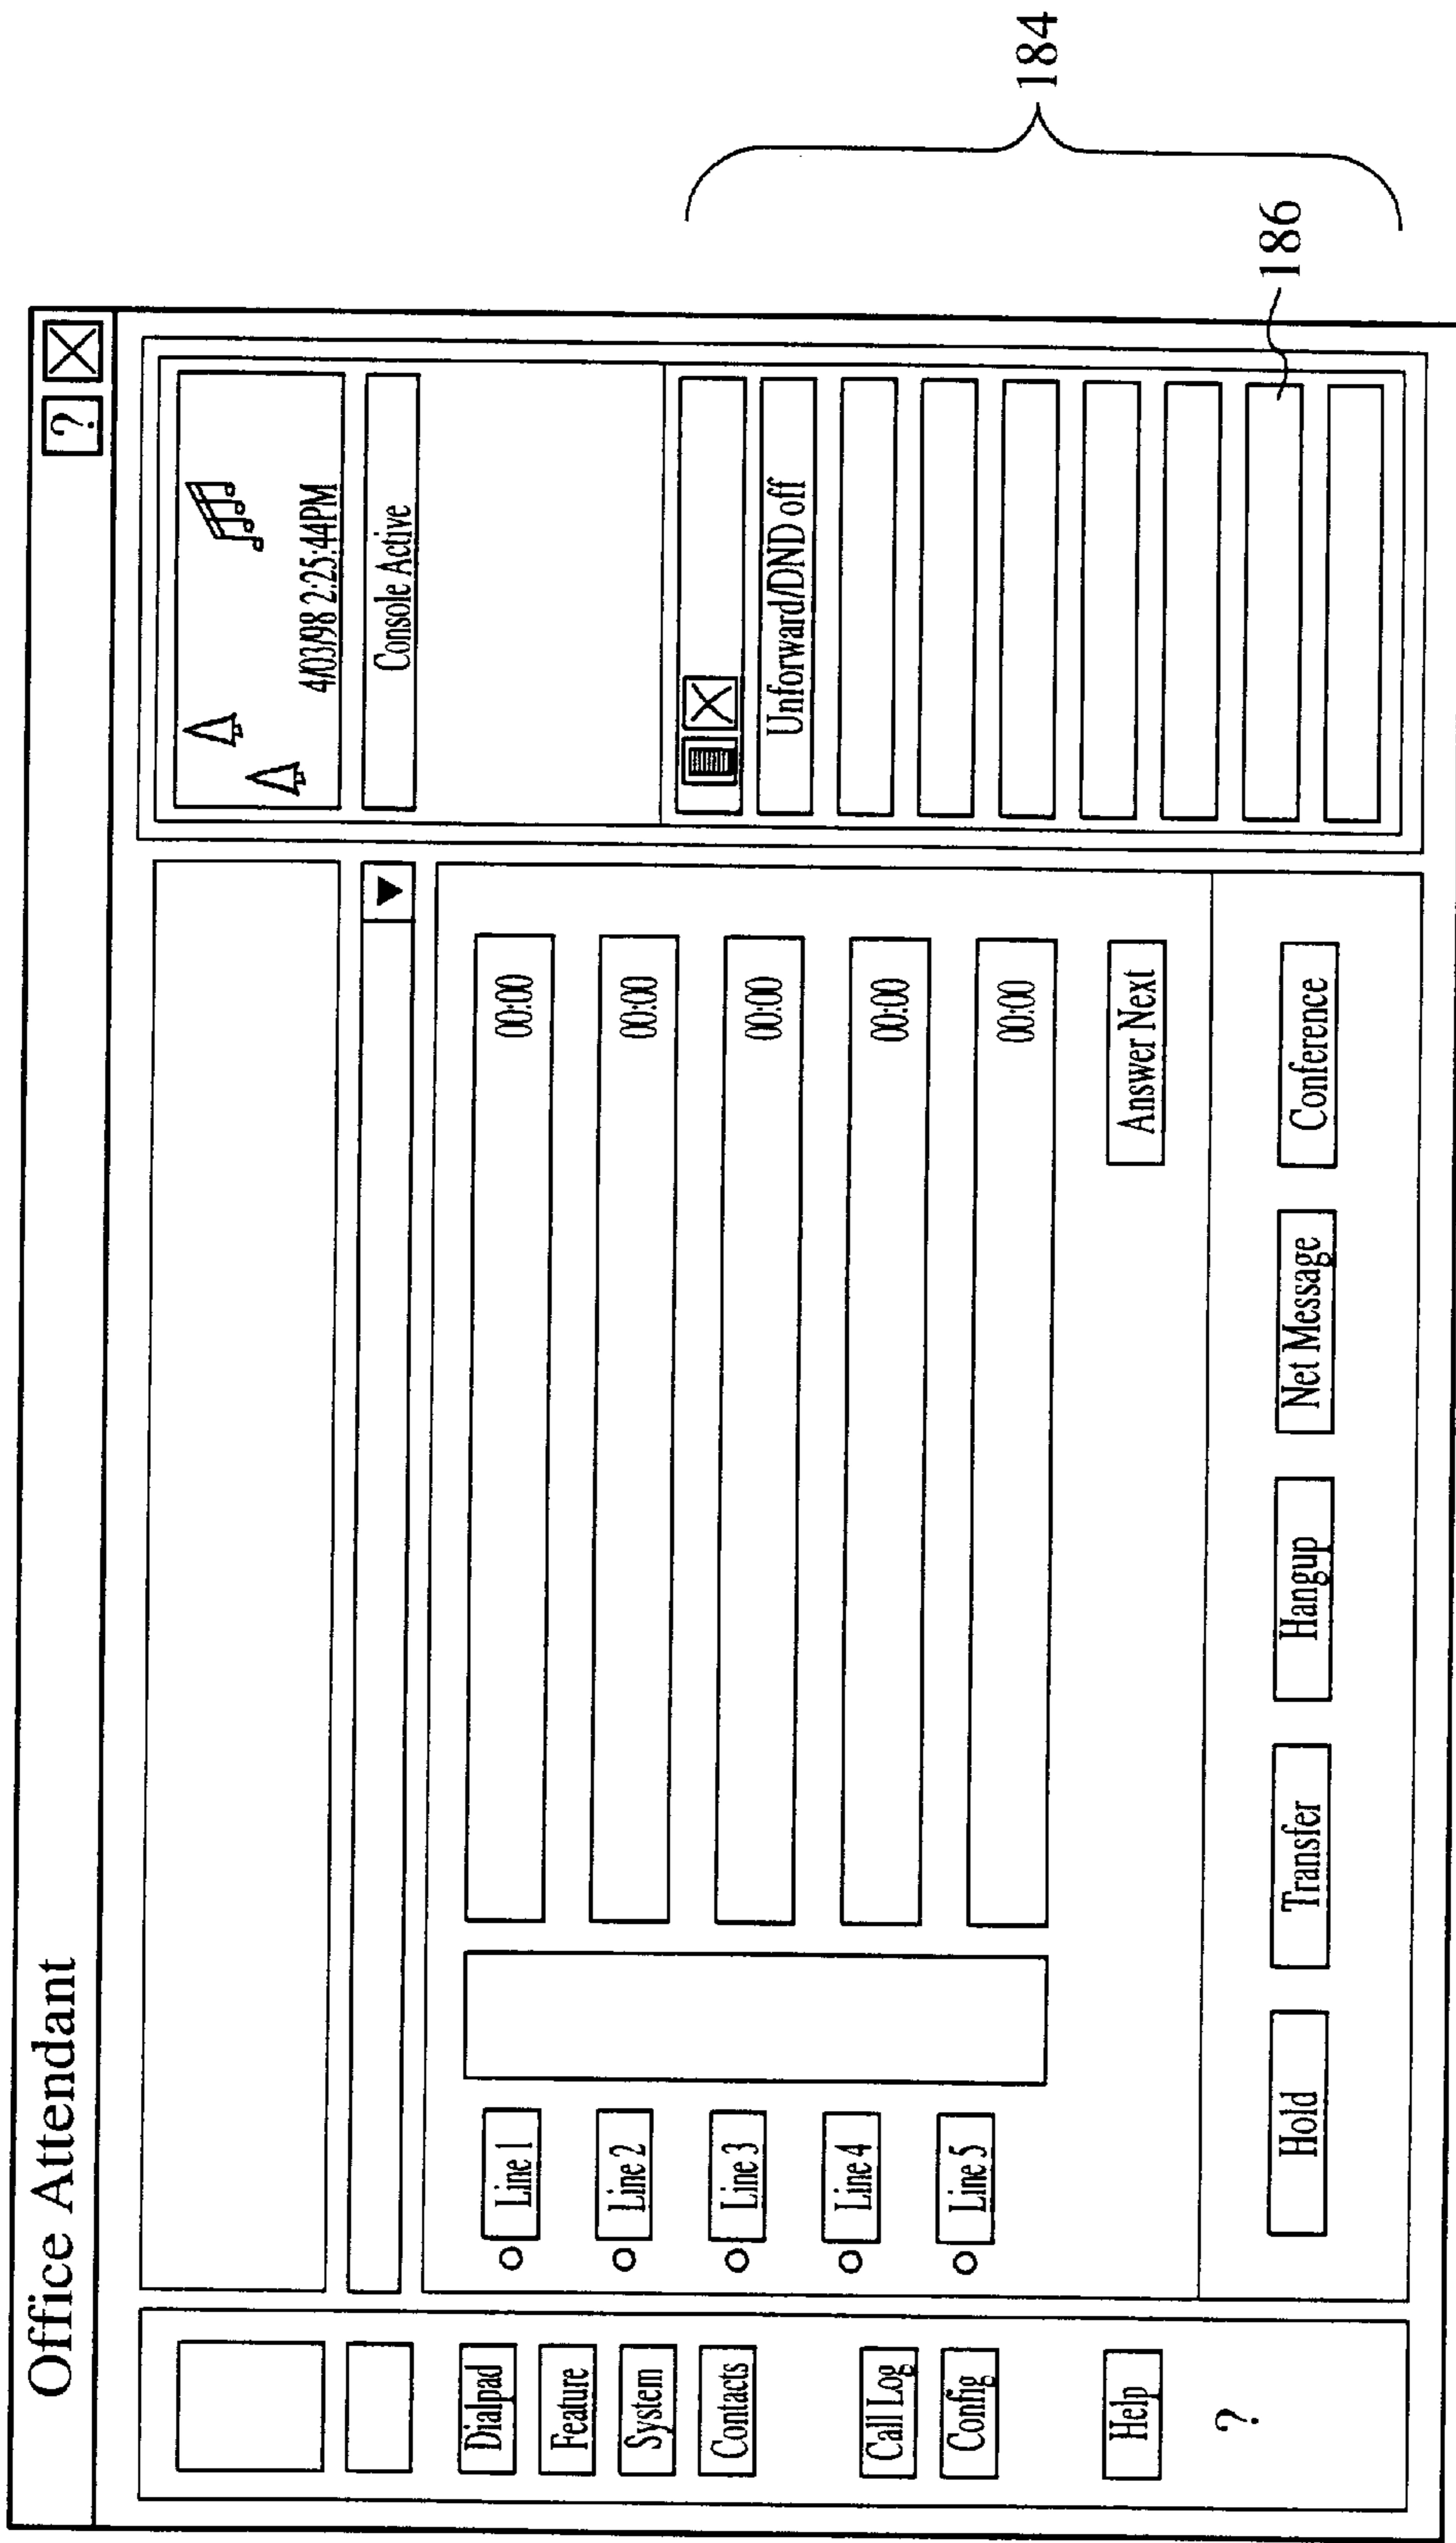 Office Attendant
?
4/03/98 2:25:44PM
Console Active
Dialpad
Feature
System
Contacts
Call Log
Config
Help
?
Line 1
00:00
Line 2
00:00
Line 3
00:00
Line 4
00:00
Line 5
00:00
Answer Next
Hold
Transfer
Hangup
Net Message
Conference
Unforward/DND off
184
186